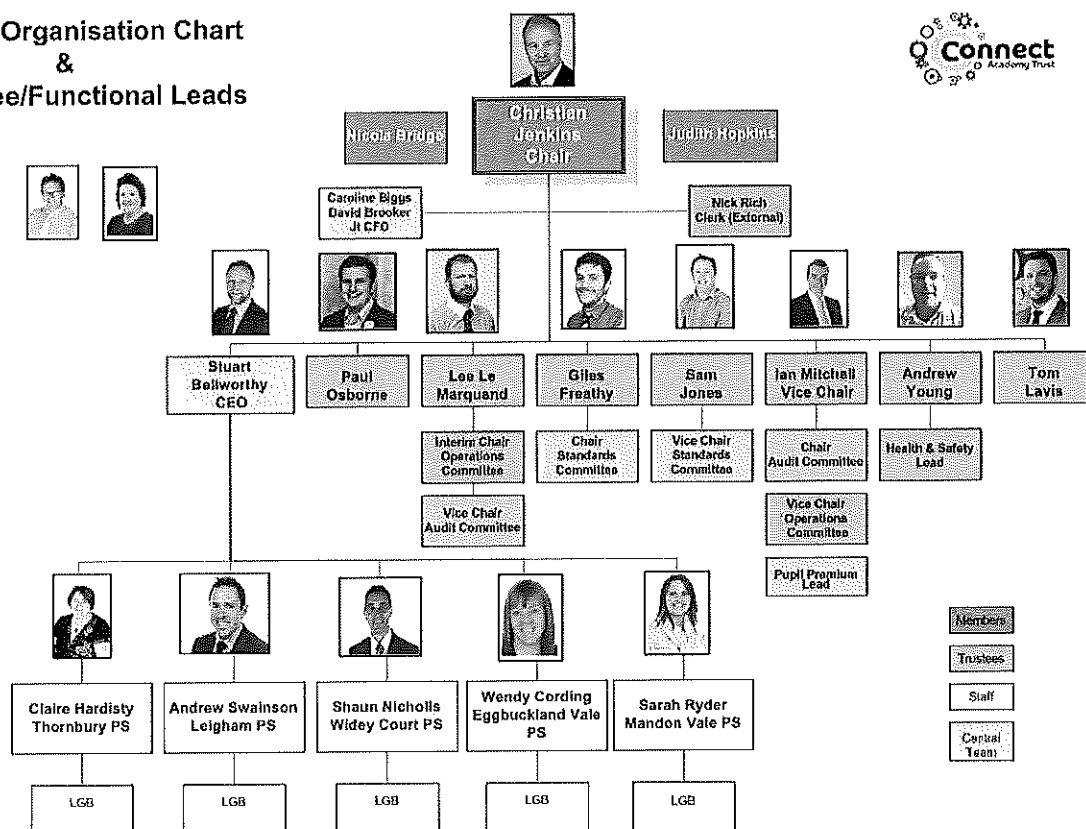 Organisation Chart
&
ee/Functional Leads
Connect
Academy Trust
Nicola Bridge
Christian
Jenkins
Chair
Judith Hopkins
Caroline Biggs
David Brooker
Jt CFO
Nick Rich
Clerk (External)
Stuart
Bellworthy
CEO
Paul
Osborne
Lee Le
Marquand
Giles
Freathy
Sam
Jones
Ian Mitchell
Vice Chair
Andrew
Young
Tom
Lavis
Interim Chair
Operations
Committee
Chair
Standards
Committee
Vice Chair
Standards
Committee
Chair
Audit Committee
Health & Safety
Lead
Vice Chair
Audit Committee
Vice Chair
Operations
Committee
Pupil Premium
Lead
Members
Trustees
Staff
Central
Team
Claire Hardisty
Thornbury PS
Andrew Swainson
Leigham PS
Shaun Nicholls
Widey Court PS
Wendy Cording
Eggbuckland Vale
PS
Sarah Ryder
Mandon Vale PS
LGB
LGB
LGB
LGB
LGB